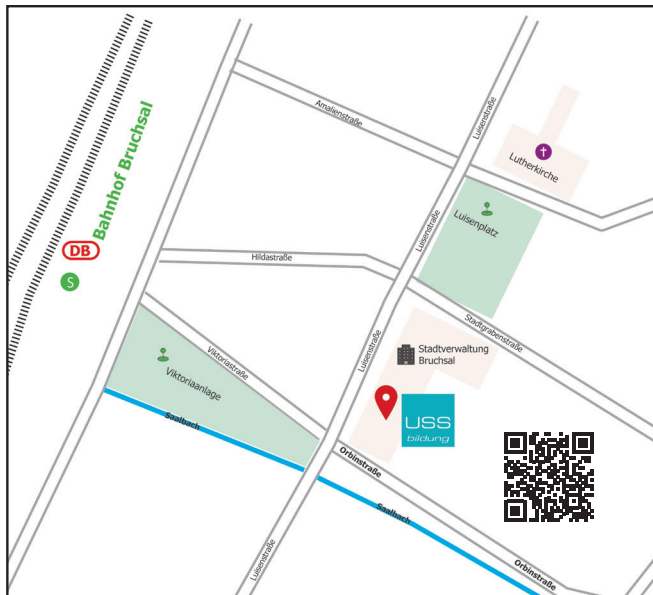 Amalienstraße
Luisenstraße
Lutherkirche
Bahnhof Bruchsal
DB
S
Luisenstraße
Luisenplatz
Hildastraße
Stadtgrabenstraße
Luisenstraße
Viktoriastraße
Stadtverwaltung
Bruchsal
Viktoriaanlage
USS
bildung
Saalbach
Orbinstraße
Saalbach
Orbinstraße
Luisenstraße